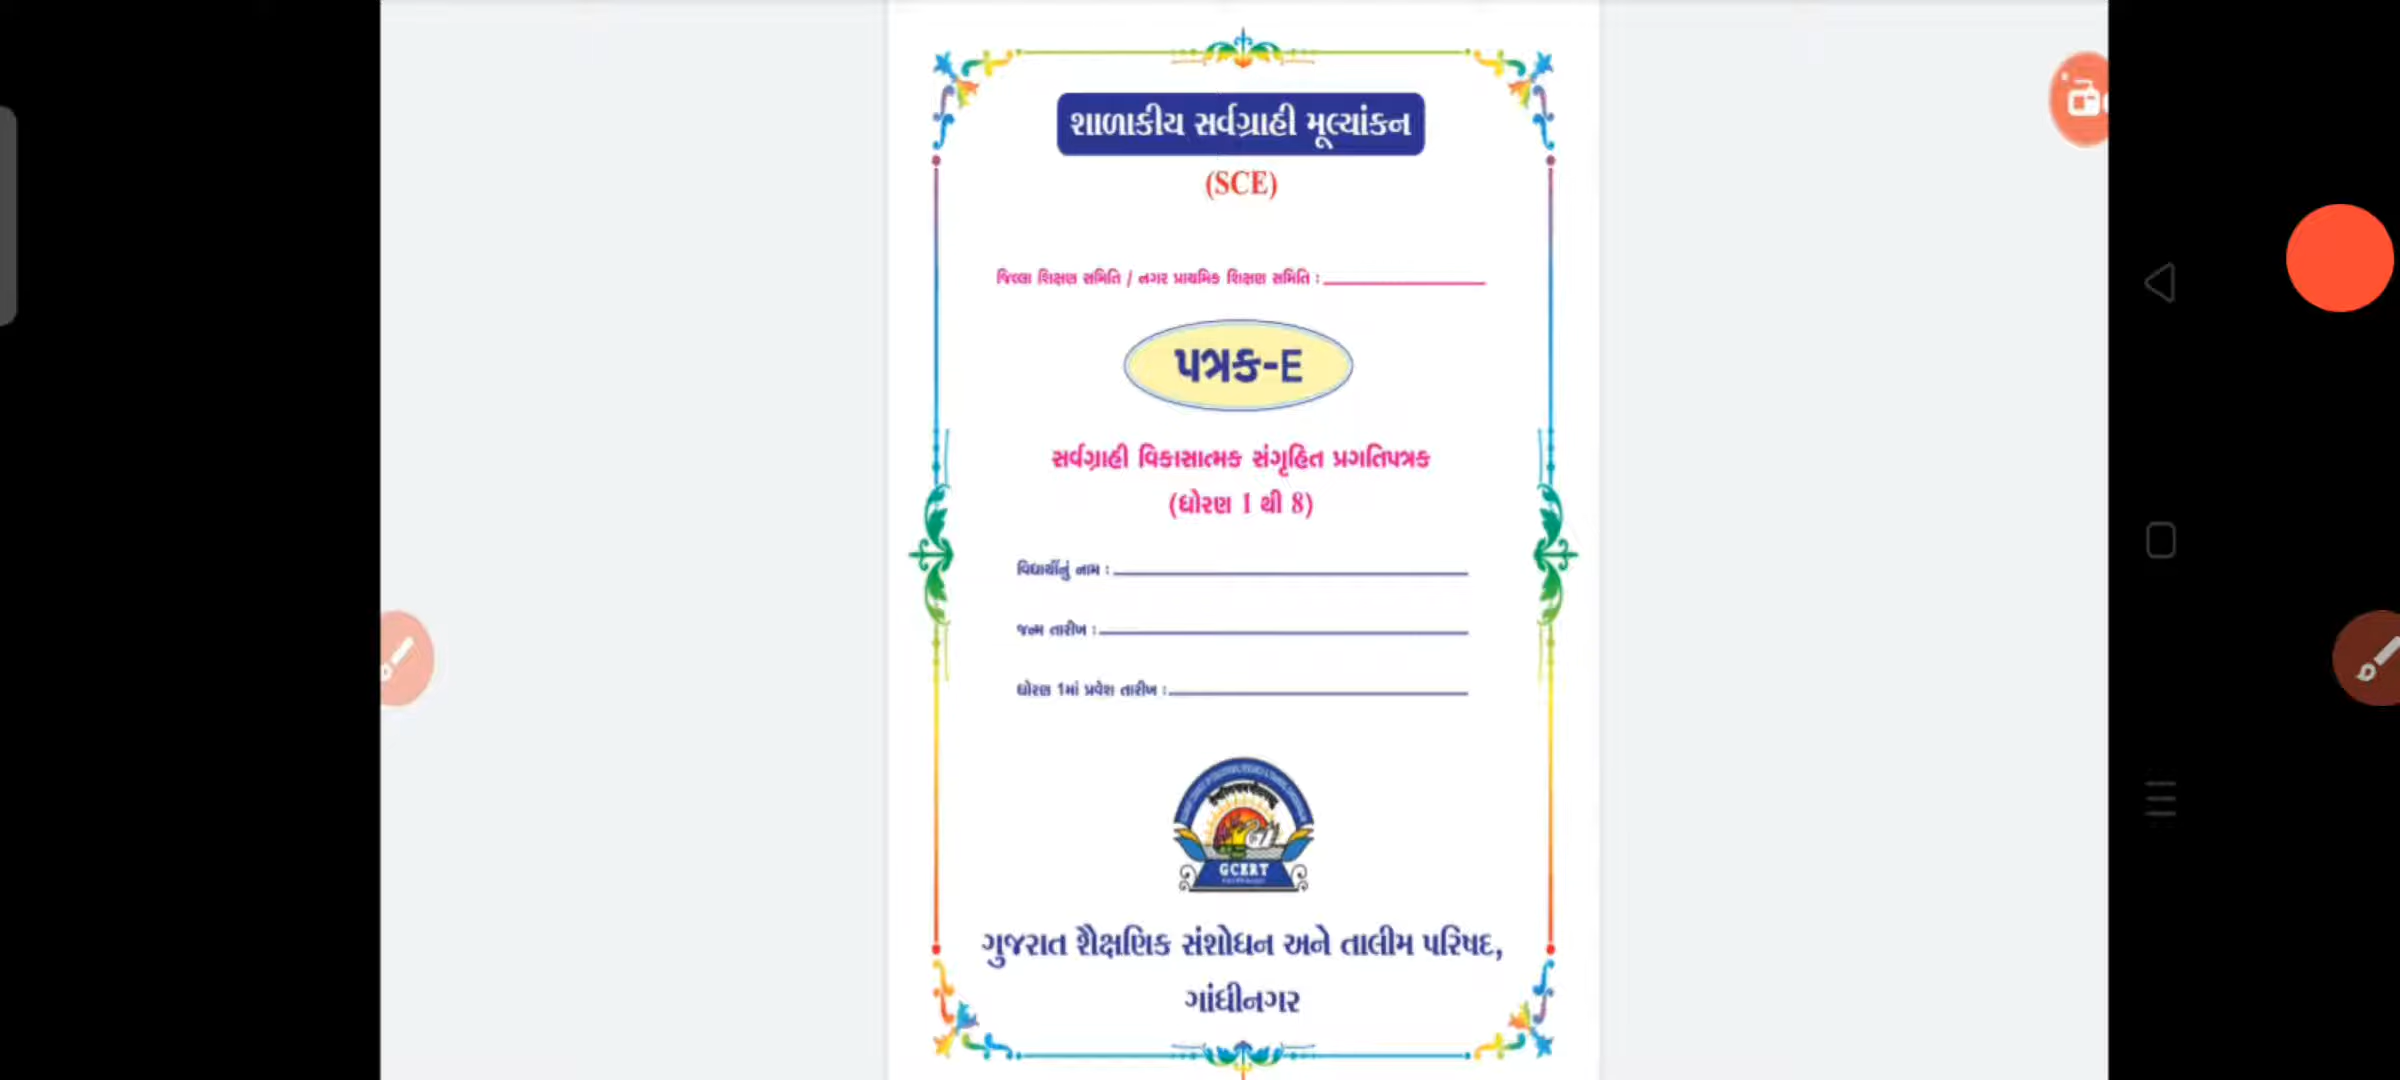 શાળાકીય સર્વગ્રાહી મૂલ્યાંકન
(SCE)
જિલ્લા શિક્ષણ સમિતિ / નગર પ્રાથમિક શિક્ષણ સમિતિ :
પત્રક-E
સર્વગ્રાહી વિકાસાત્મક સંગૃહિત પ્રગતિપત્રક
(ધોરણ 1 થી 8)
વિદ્યાર્થીનું નામ :
જન્મ તારીખ :
ધોરણ 1માં પ્રવેશ તારીખ :
GCERT
ગુજરાત શૈક્ષણિક સંશોધન અને તાલીમ પરિષદ,
ગાંધીનગર